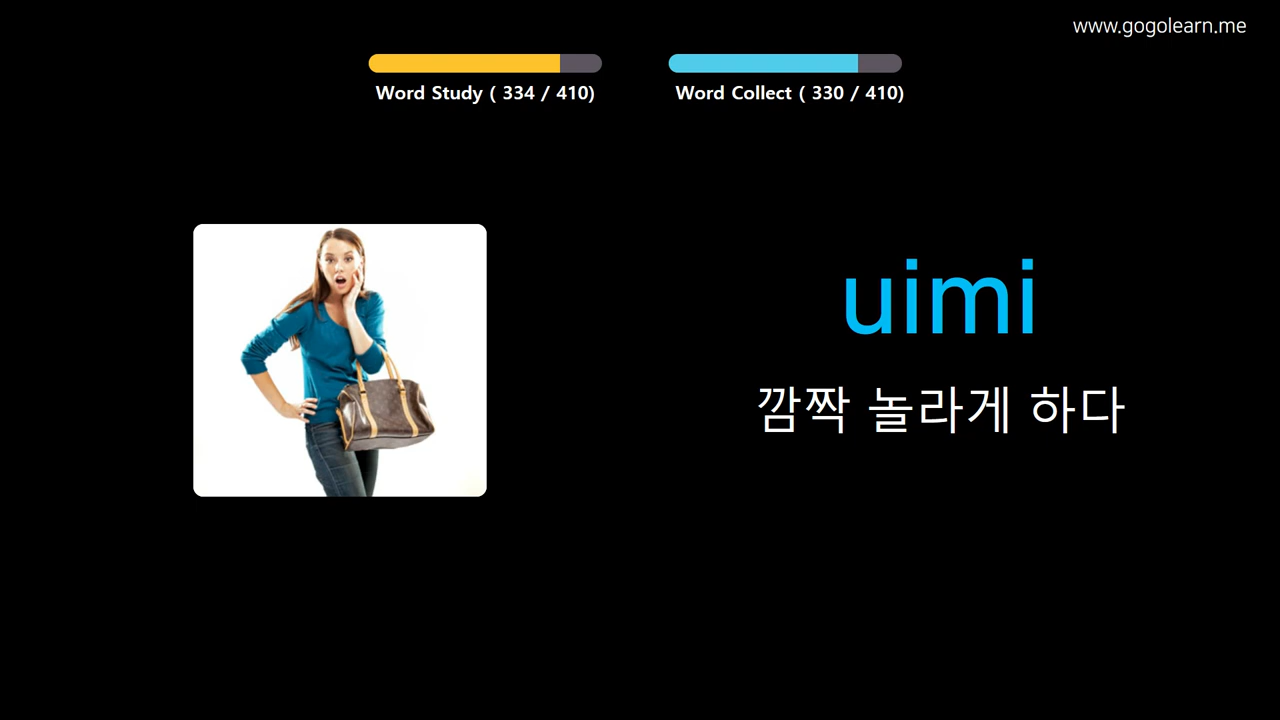 www.gogolearn.me
Word Study ( 334 / 410)
Word Collect ( 330 / 410)
uimi
깜짝 놀라게 하다